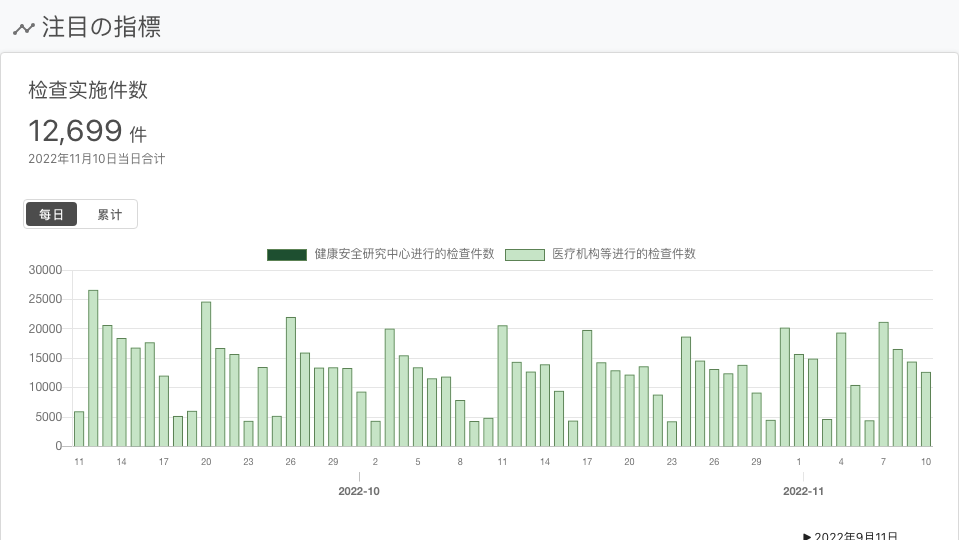 注目の指標
检查实施件数
12,699 件
2022年11月10日当日合计
每日 累计
健康安全研究中心进行的检查件数 医疗机构等进行的检查件数
30000
25000
20000
15000
10000
5000
0
11 14 17 20 23 26 29 2 5 8 11 14 17 20 23 26 29 1 4 7 10
2022-10 2022-11
▶ 2022年9月11日